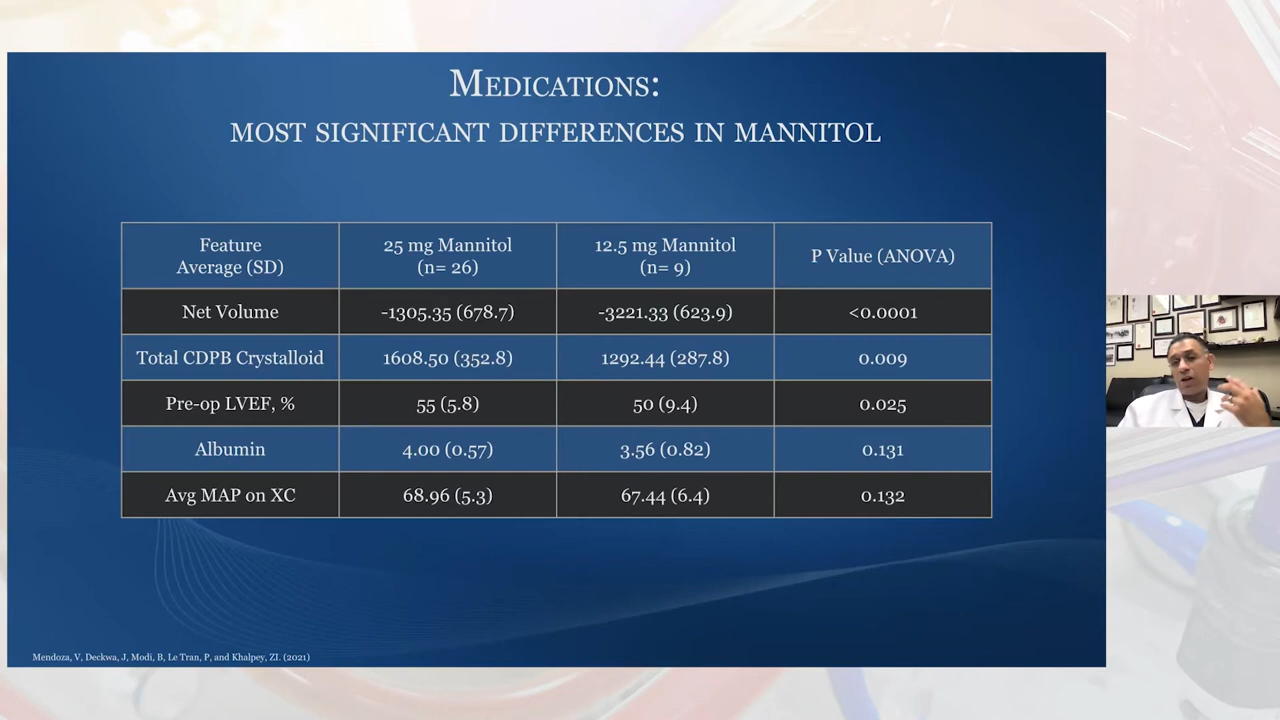 Medications:
most significant differences in mannitol
Feature
Average (SD)
25 mg Mannitol
(n= 26)
12.5 mg Mannitol
(n= 9)
P Value (ANOVA)
Net Volume
-1305.35 (678.7)
-3221.33 (623.9)
<0.0001
Total CDPB Crystalloid
1608.50 (352.8)
1292.44 (287.8)
0.009
Pre-op LVEF, %
55 (5.8)
50 (9.4)
0.025
Albumin
4.00 (0.57)
3.56 (0.82)
0.131
Avg MAP on XC
68.96 (5.3)
67.44 (6.4)
0.132
Mendoza, V, Deckwa, J, Modi, B, Le Tran, P, and Khalpey, ZI. (2021)